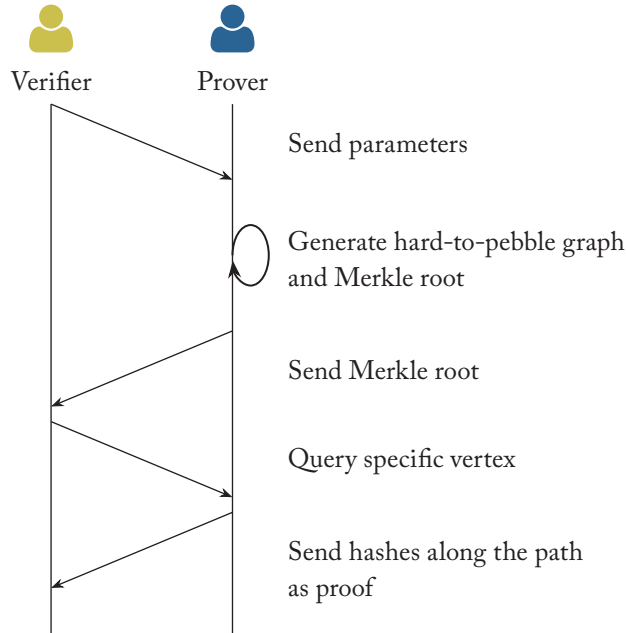 Verifier
Prover
Send parameters
Generate hard-to-pebble graph
and Merkle root
Send Merkle root
Query specific vertex
Send hashes along the path
as proof